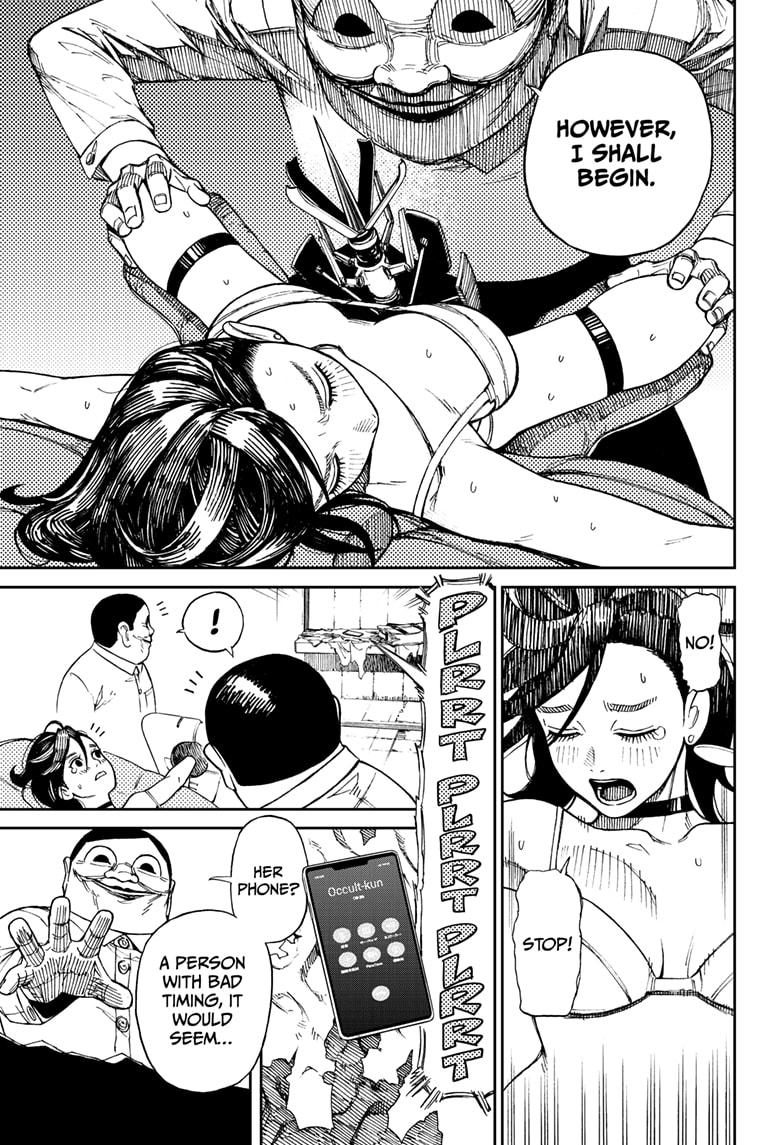 HOWEVER,
I SHALL
BEGIN.
NO!
STOP!
PLRRT PLRRT PLRRT
!
HER
PHONE?
Occult-kun
A PERSON
WITH BAD
TIMING, IT
WOULD
SEEM...